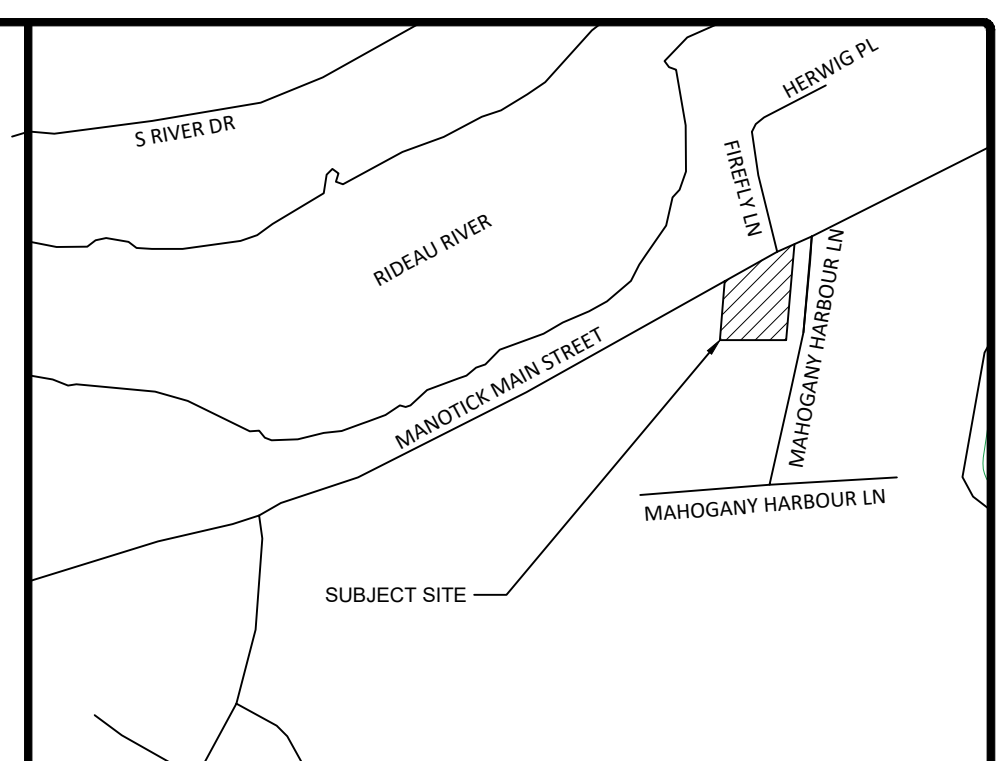 HERWIG PL
S RIVER DR
FIREFLY LN
RIDEAU RIVER
MAHOGANY HARBOUR LN
MANOTICK MAIN STREET
MAHOGANY HARBOUR LN
SUBJECT SITE